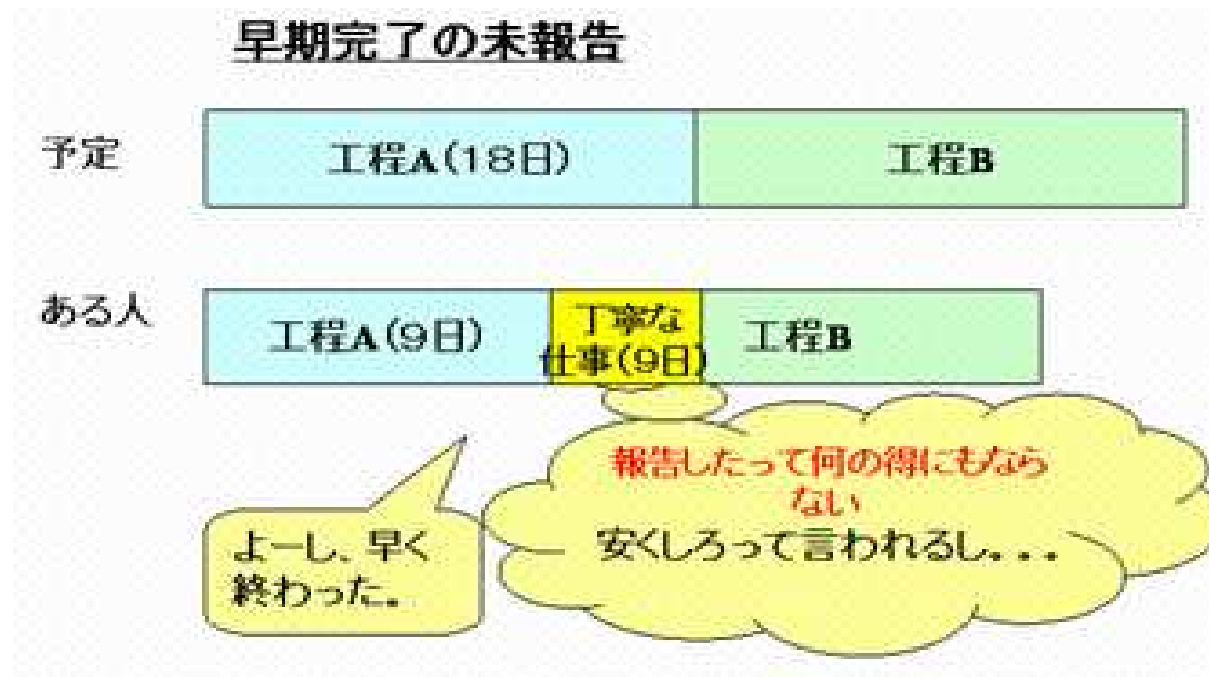 早期完了の未報告
予定
工程A(18日)
工程B
ある人
工程A(9日)
丁寧な
仕事(9日)
工程B
報告したって何の得にもなら
ない
安くしろって言われるし...
よーし、早く
終わった。